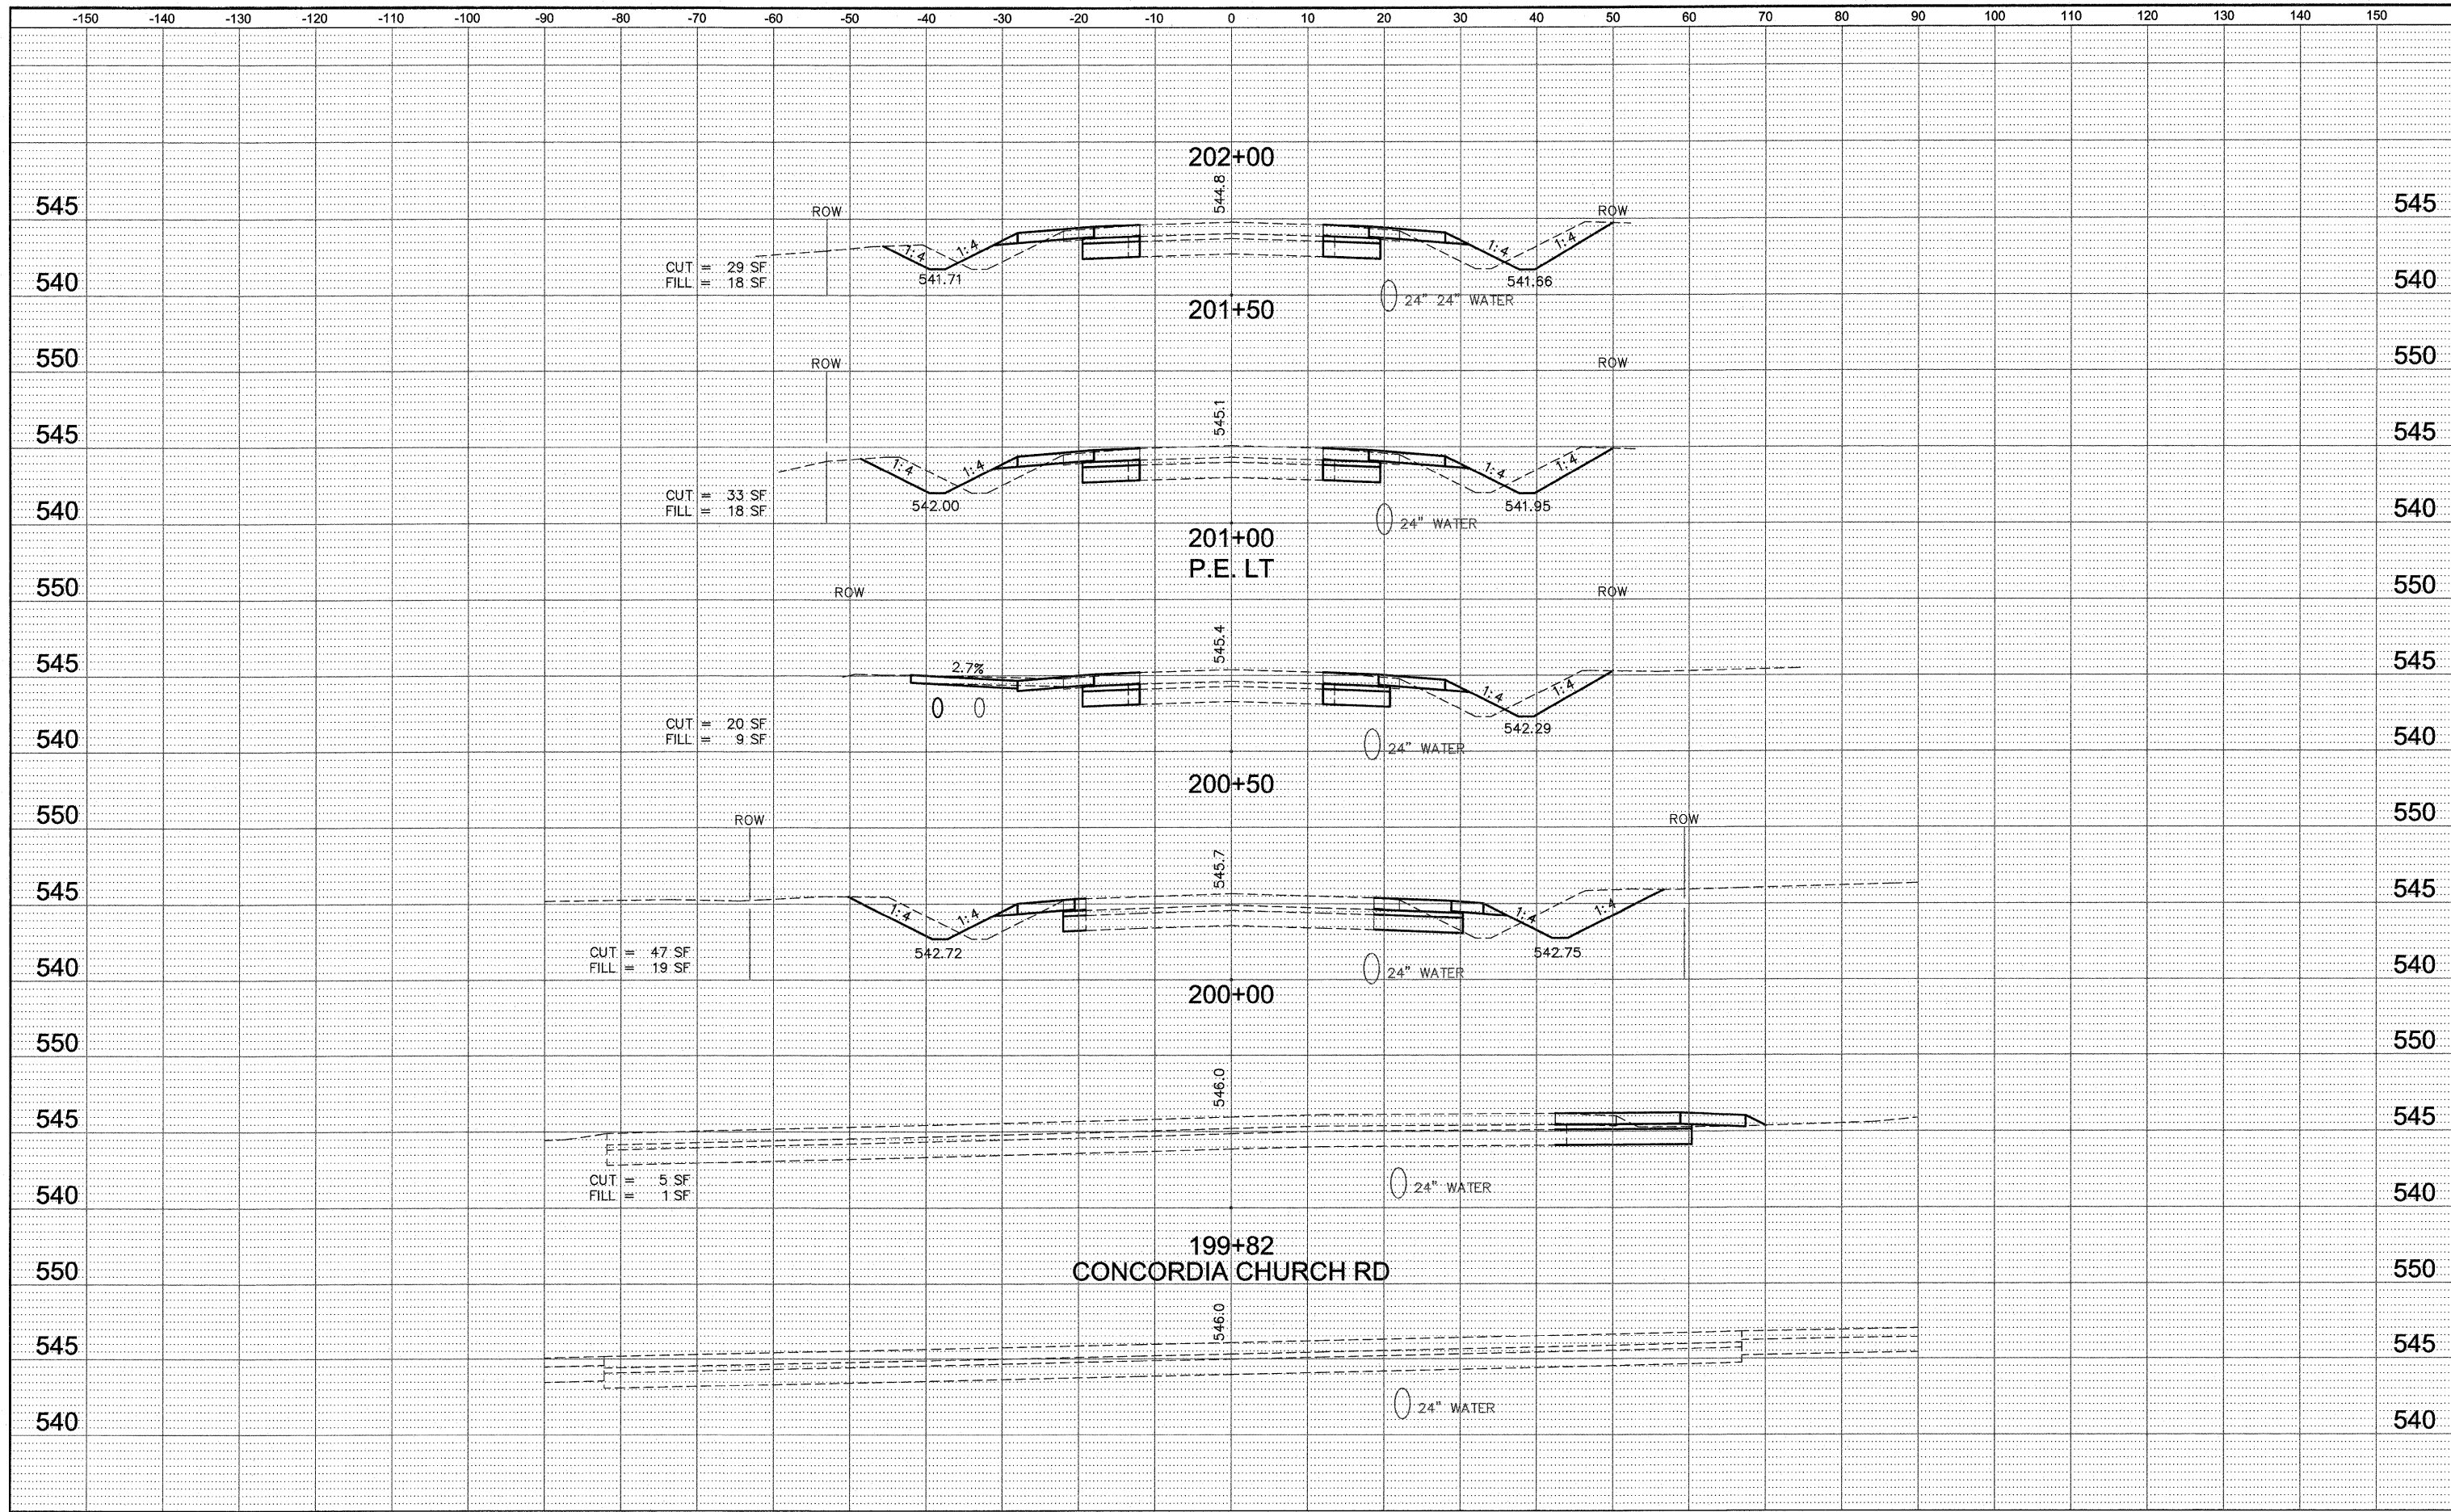 -150 -140 -130 -120 -110 -100 -90 -80 -70 -60 -50 -40 -30 -20 -10 0 10 20 30 40 50 60 70 80 90 100 110 120 130 140 150
202+00
544.8
545 ROW ROW 545
1:4 1:4 1:4 1:4
CUT = 29 SF
FILL = 18 SF
541.71 541.66
540 540
24" 24" WATER
201+50
550 ROW ROW 550
545.1
545 545
1:4 1:4 1:4 1:4
CUT = 33 SF
FILL = 18 SF
542.00 541.95
540 540
24" WATER
201+00
P.E. LT
550 ROW ROW 550
545.4
545 545
2.7%
1:4 1:4
CUT = 20 SF
FILL = 9 SF
542.29
540 540
24" WATER
200+50
550 ROW ROW 550
545.7
545 545
1:4 1:4 1:4 1:4
CUT = 47 SF
FILL = 19 SF
542.72 542.75
540 540
24" WATER
200+00
550 550
546.0
545 545
CUT = 5 SF
FILL = 1 SF
540 540
24" WATER
199+82
CONCORDIA CHURCH RD
550 550
546.0
545 545
24" WATER
540 540